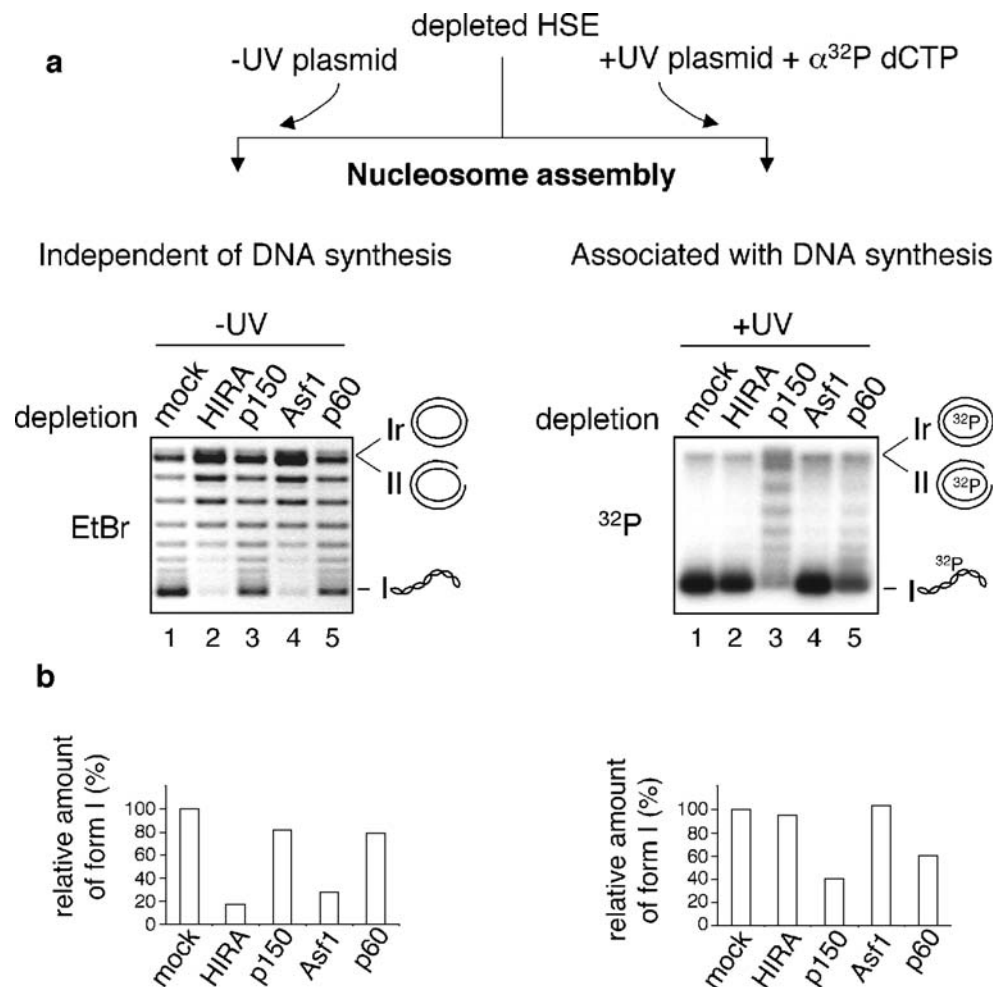 a
depleted HSE
-UV plasmid
+UV plasmid + α³²P dCTP
Nucleosome assembly
Independent of DNA synthesis
Associated with DNA synthesis
-UV
+UV
depletion
mock HIRA p150 Asf1 p60
Ir
II
EtBr
I
1 2 3 4 5
depletion
mock HIRA p150 Asf1 p60
Ir
³²P
II
³²P
³²P
³²P
I
1 2 3 4 5
b
relative amount
of form I (%)
100
80
60
40
20
0
mock HIRA p150 Asf1 p60
relative amount
of form I (%)
100
80
60
40
20
0
mock HIRA p150 Asf1 p60